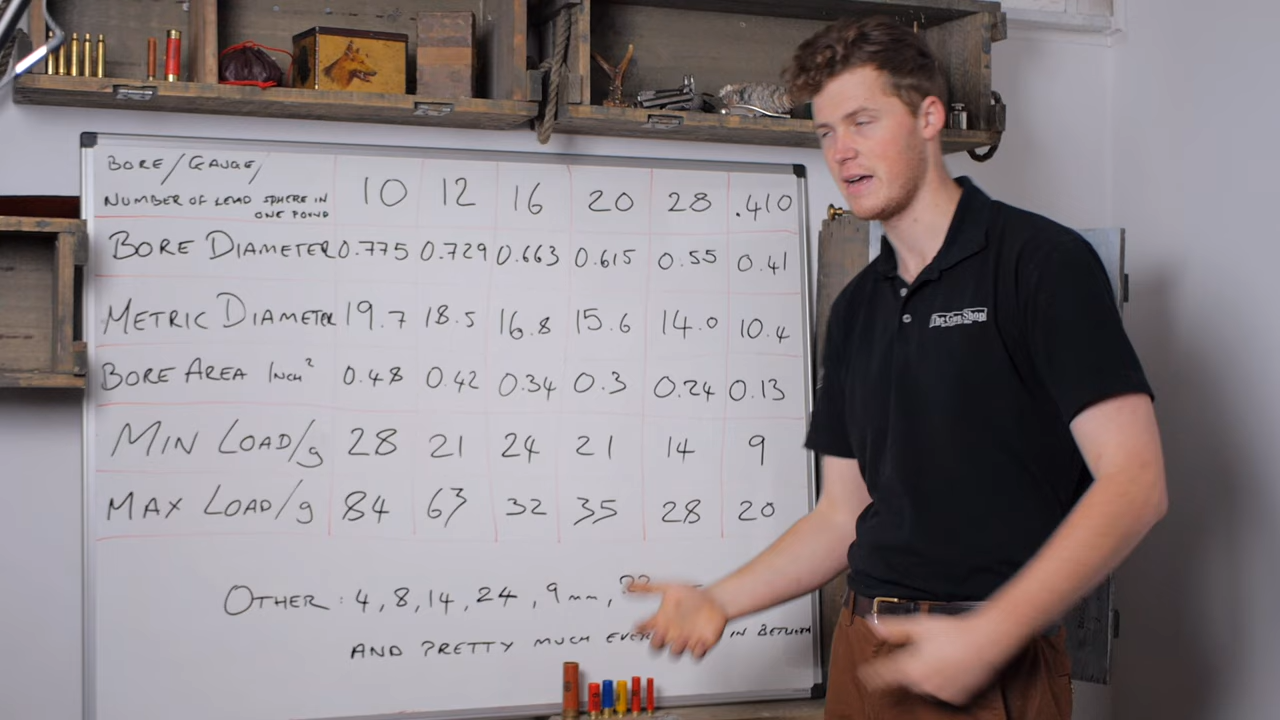 BORE/GAUGE/
NUMBER OF LEAD SPHERE IN ONE POUND 10 12 16 20 28 .410
BORE DIAMETER 0.775 0.729 0.663 0.615 0.55 0.41
METRIC DIAMETER 19.7 18.5 16.8 15.6 14.0 10.4
BORE AREA INCH² 0.48 0.42 0.34 0.3 0.24 0.13
MIN LOAD/g 28 21 24 21 14 9
MAX LOAD/g 84 63 32 35 28 20
OTHER: 4, 8, 14, 24, 9mm,
AND PRETTY MUCH IN BETWEEN
The Gun Shop